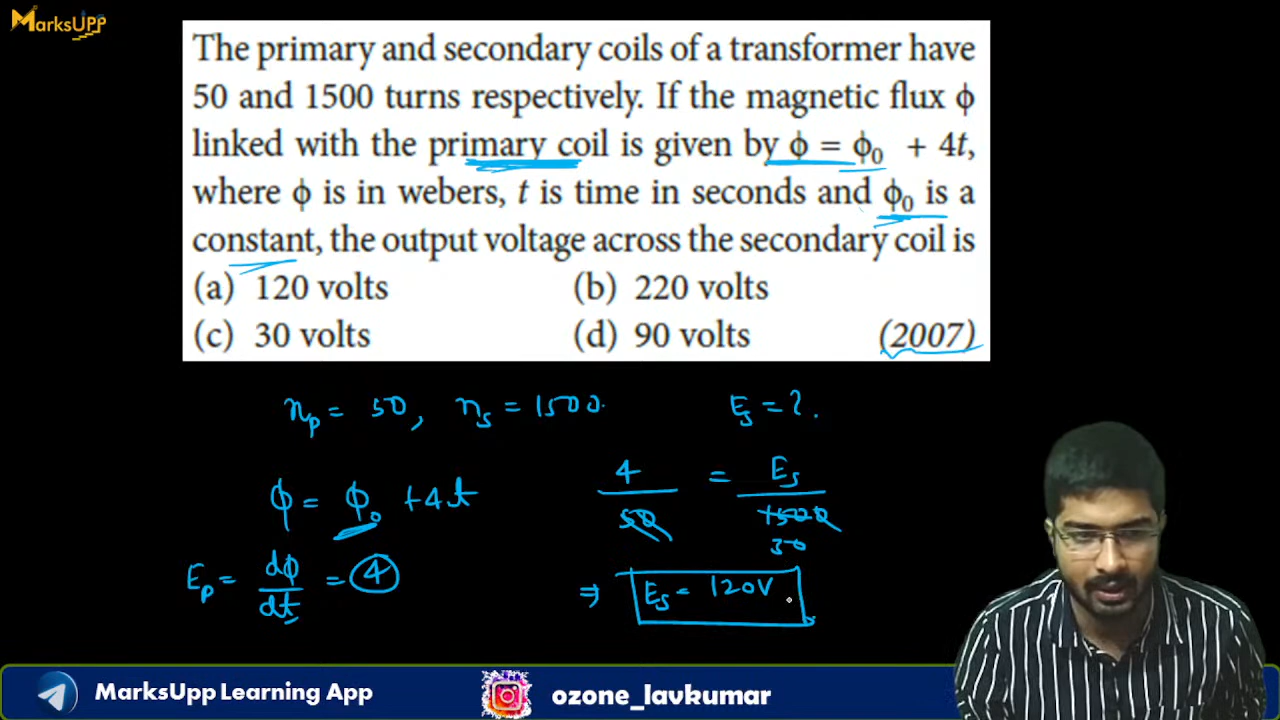 MARKSUPP
The primary and secondary coils of a transformer have
50 and 1500 turns respectively. If the magnetic flux ϕ
linked with the primary coil is given by ϕ = ϕ₀ + 4t,
where ϕ is in webers, t is time in seconds and ϕ₀ is a
constant, the output voltage across the secondary coil is
(a) 120 volts (b) 220 volts
(c) 30 volts (d) 90 volts (2007)
nₚ = 50, nₛ = 1500. Eₛ = ?.
ϕ = ϕ₀ + 4t
Eₚ = dϕ/dt = 4
4/50 = Eₛ/1500
30
⇒ Eₛ = 120V
MarksUpp Learning App
ozone_lavkumar